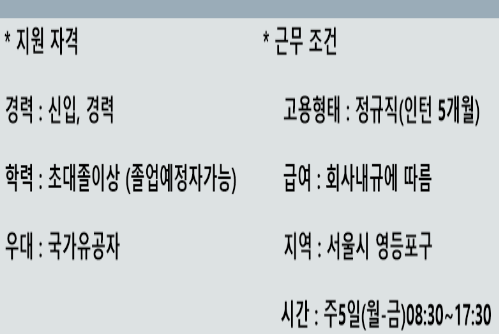 * 지원 자격
경력 : 신입, 경력
학력 : 초대졸이상 (졸업예정자가능)
우대 : 국가유공자
* 근무 조건
고용형태 : 정규직(인턴 5개월)
급여 : 회사내규에 따름
지역 : 서울시 영등포구
시간 : 주5일(월-금)08:30~17:30